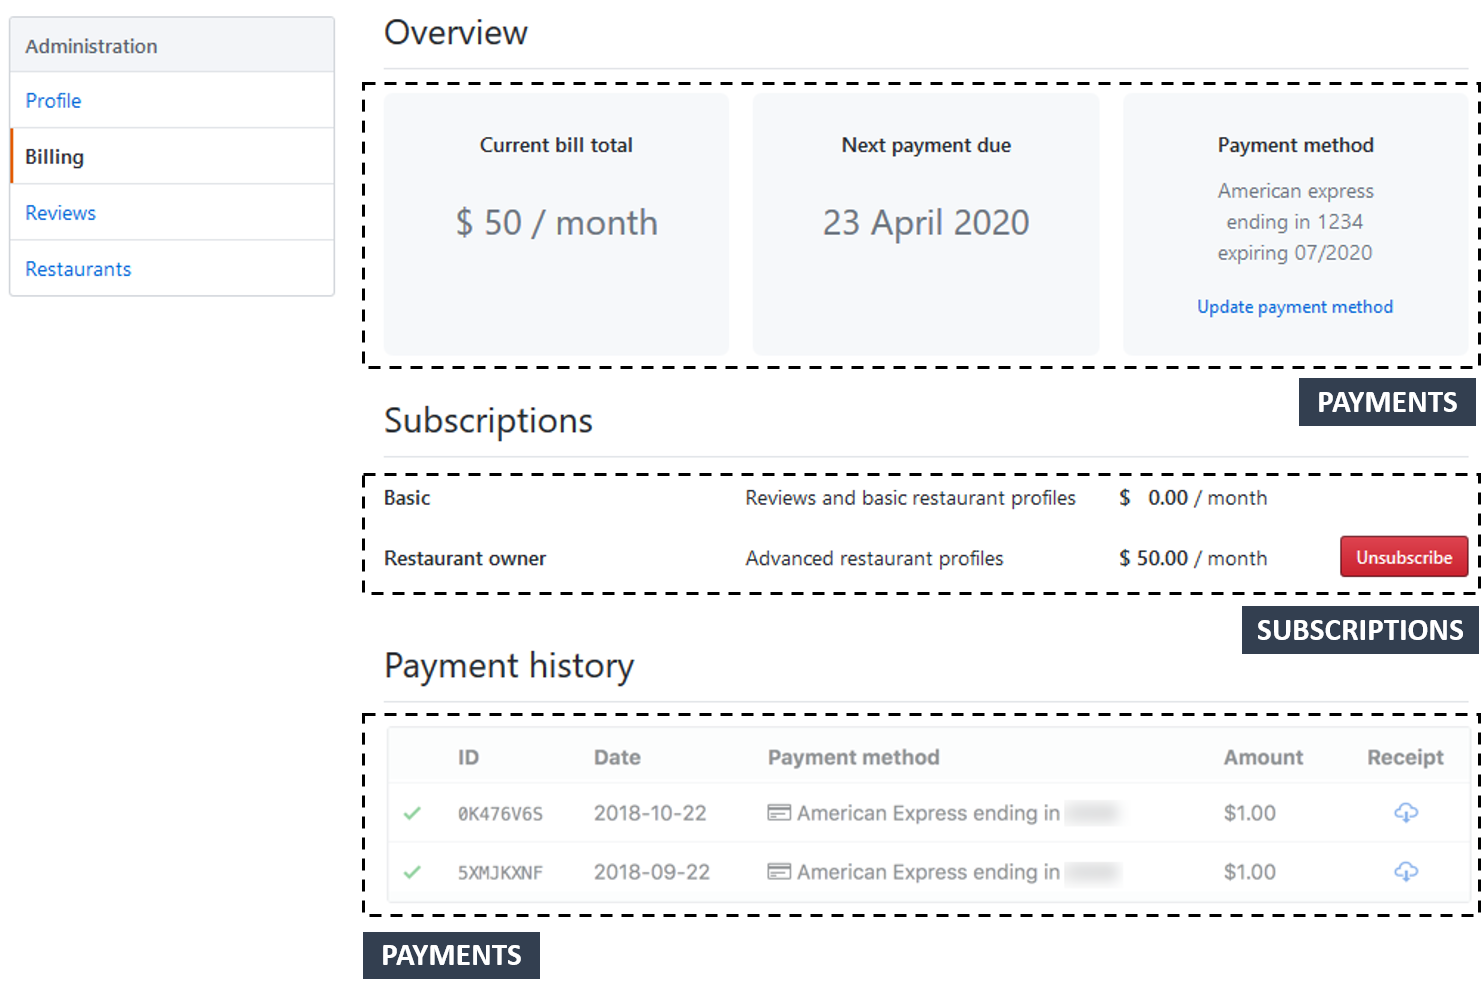 Administration
Profile
Billing
Reviews
Restaurants
Overview
Current bill total
$ 50 / month
Next payment due
23 April 2020
Payment method
American express
ending in 1234
expiring 07/2020
Update payment method
PAYMENTS
Subscriptions
Basic Reviews and basic restaurant profiles $ 0.00 / month
Restaurant owner Advanced restaurant profiles $ 50.00 / month Unsubscribe
SUBSCRIPTIONS
Payment history
ID Date Payment method Amount Receipt
0K476V6S 2018-10-22 American Express ending in $1.00
5XMJKXNF 2018-09-22 American Express ending in $1.00
PAYMENTS